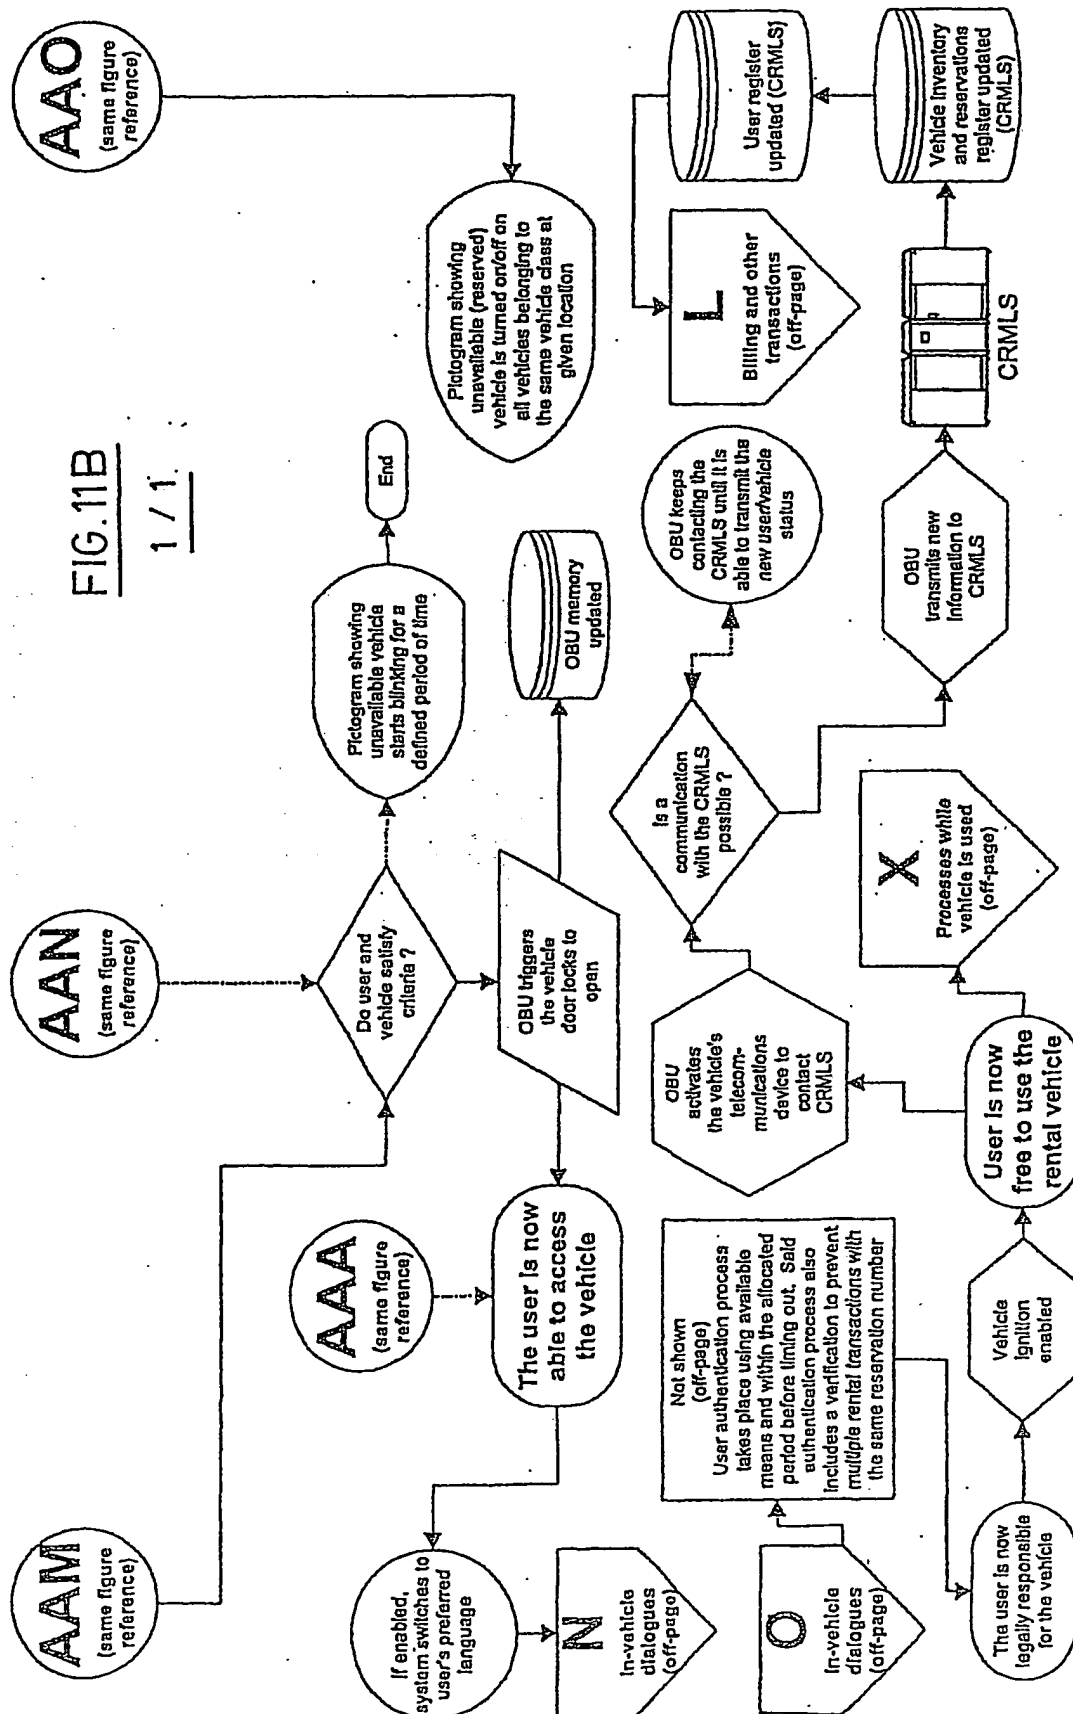 FIG.11B
1 / 1
AAM
(same figure
reference)
AAN
(same figure
reference)
AAO
(same figure
reference)
Do user and
vehicle satisfy
criteria ?
Pictogram showing
unavailable vehicle
starts blinking for a
defined period of time
End
Pictogram showing
unavailable (reserved)
vehicle is turned on/off on
all vehicles belonging to
the same vehicle class at
given location
AAA
(same figure
reference)
OBU triggers
the vehicle
door locks to
open
OBU memory
updated
The user is now
able to access
the vehicle
If enabled,
system switches to
user's preferred
language
N
In-vehicle
dialogues
(off-page)
O
In-vehicle
dialogues
(off-page)
Not shown
(off-page)
User authentication process
takes place using available
means and within the allocated
period before timing out. Said
authentication process also
includes a verification to prevent
multiple rental transactions with
the same reservation number
The user is now
legally responsible
for the vehicle
Vehicle
ignition
enabled
User is now
free to use the
rental vehicle
X
Processes while
vehicle is used
(off-page)
OBU
activates
the vehicle's
telecom-
munications
device to
contact
CRMLS
Is a
communication
with the CRMLS
possible ?
OBU keeps
contacting the
CRMLS until it is
able to transmit the
new user/vehicle
status
OBU
transmits new
information to
CRMLS
CRMLS
Vehicle inventory
and reservations
register updated
(CRMLS)
User register
updated (CRMLS)
L
Billing and other
transactions
(off-page)